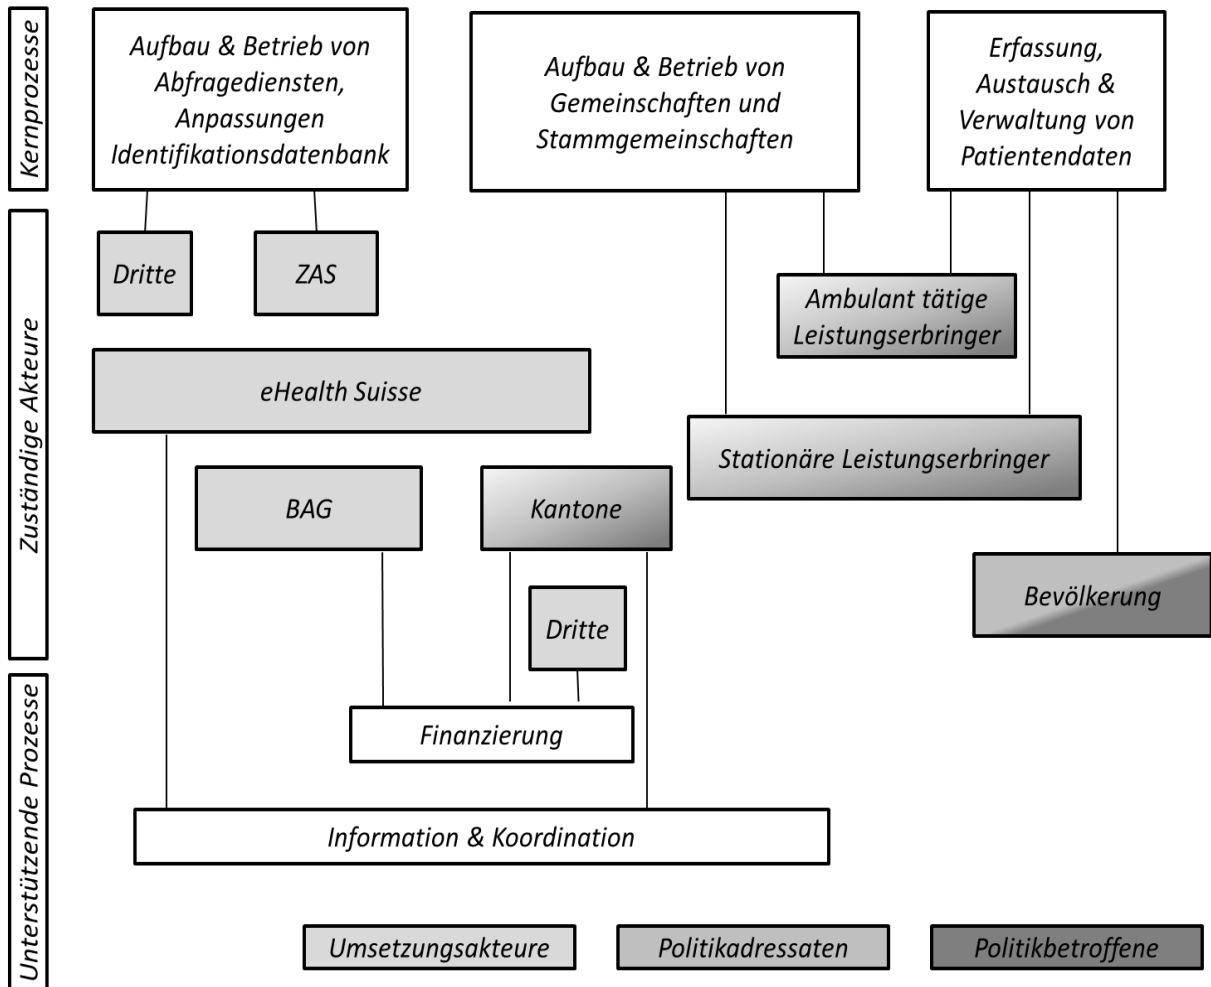 Kernprozesse
Aufbau & Betrieb von
Abfragediensten,
Anpassungen
Identifikationsdatenbank
Aufbau & Betrieb von
Gemeinschaften und
Stammgemeinschaften
Erfassung,
Austausch &
Verwaltung von
Patientendaten
Zuständige Akteure
Dritte
ZAS
Ambulant tätige
Leistungserbringer
eHealth Suisse
Stationäre Leistungserbringer
BAG
Kantone
Dritte
Bevölkerung
Unterstützende Prozesse
Finanzierung
Information & Koordination
Umsetzungsakteure
Politikadressaten
Politikbetroffene